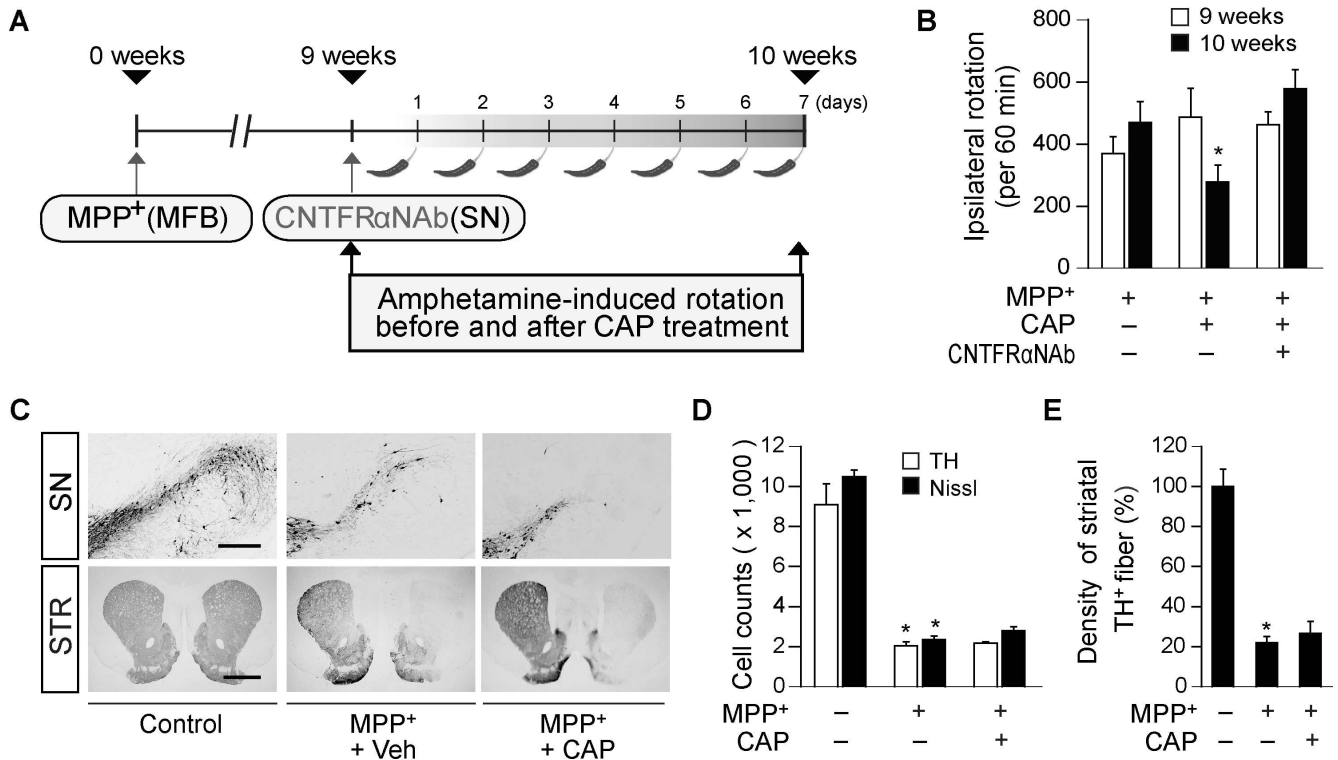 A
0 weeks
9 weeks
10 weeks
1 2 3 4 5 6 7 (days)
MPP+(MFB)
CNTFRαNAb(SN)
Amphetamine-induced rotation
before and after CAP treatment
B
9 weeks
10 weeks
Ipsilateral rotation
(per 60 min)
800
600
400
200
0
*
MPP+ + + +
CAP – + +
CNTFRαNAb – – +
C
SN
STR
Control
MPP+
+ Veh
MPP+
+ CAP
D
Cell counts ( x 1,000)
12
10
8
6
4
2
0
TH
Nissl
* *
MPP+ – + +
CAP – – +
E
Density of striatal
TH+ fiber (%)
120
100
80
60
40
20
0
*
MPP+ – + +
CAP – – +